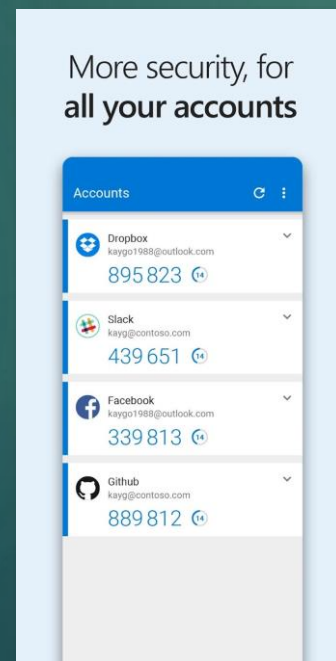 More security, for
all your accounts
Accounts
Dropbox
kaygo1988@outlook.com
895 823 14
Slack
kayg@contoso.com
439 651 14
Facebook
kaygo1988@outlook.com
339 813 14
Github
kayg@contoso.com
889 812 14